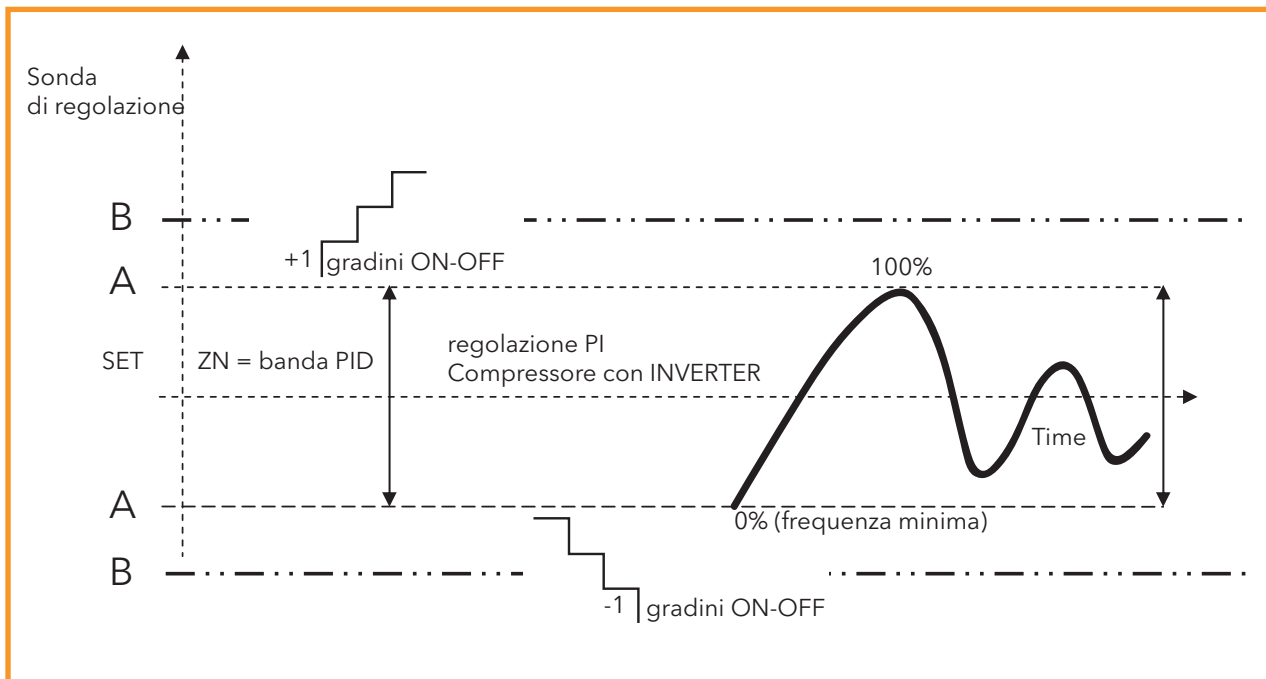 Sonda
di regolazione
B
+1 gradini ON-OFF
A
100%
SET
ZN = banda PID
regolazione PI
Compressore con INVERTER
Time
A
0% (frequenza minima)
B
-1 gradini ON-OFF